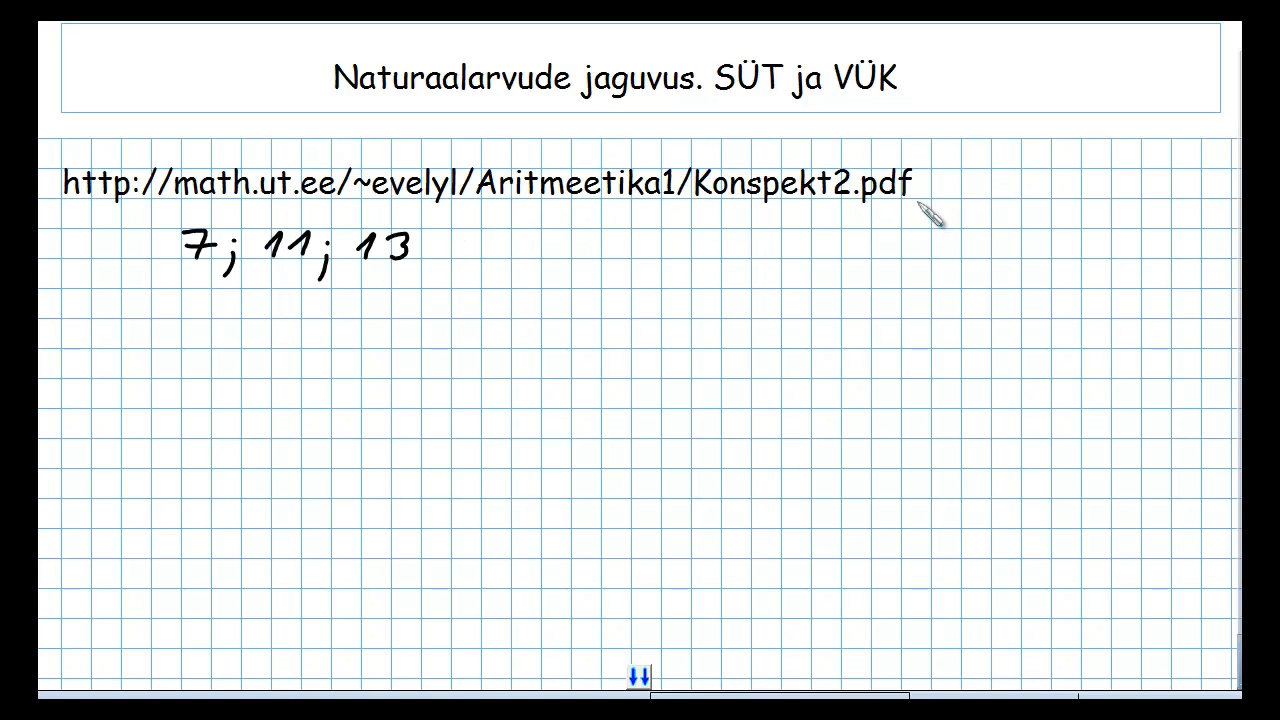 Naturaalarvude jaguvus. SÜT ja VÜK
http://math.ut.ee/~evelyl/Aritmeetika1/Konspekt2.pdf
7; 11; 13